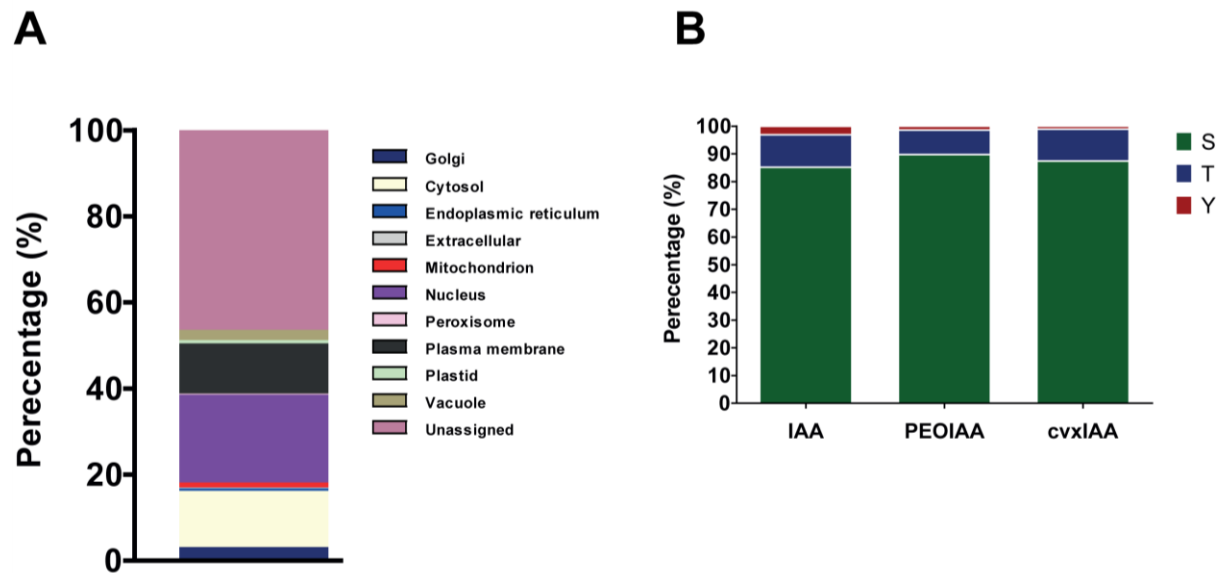 A
Perecentage (%)
100
80
60
40
20
0
Golgi
Cytosol
Endoplasmic reticulum
Extracellular
Mitochondrion
Nucleus
Peroxisome
Plasma membrane
Plastid
Vacuole
Unassigned
B
Perecentage (%)
100
90
80
70
60
50
40
30
20
10
0
IAA PEOIAA cvxIAA
S
T
Y